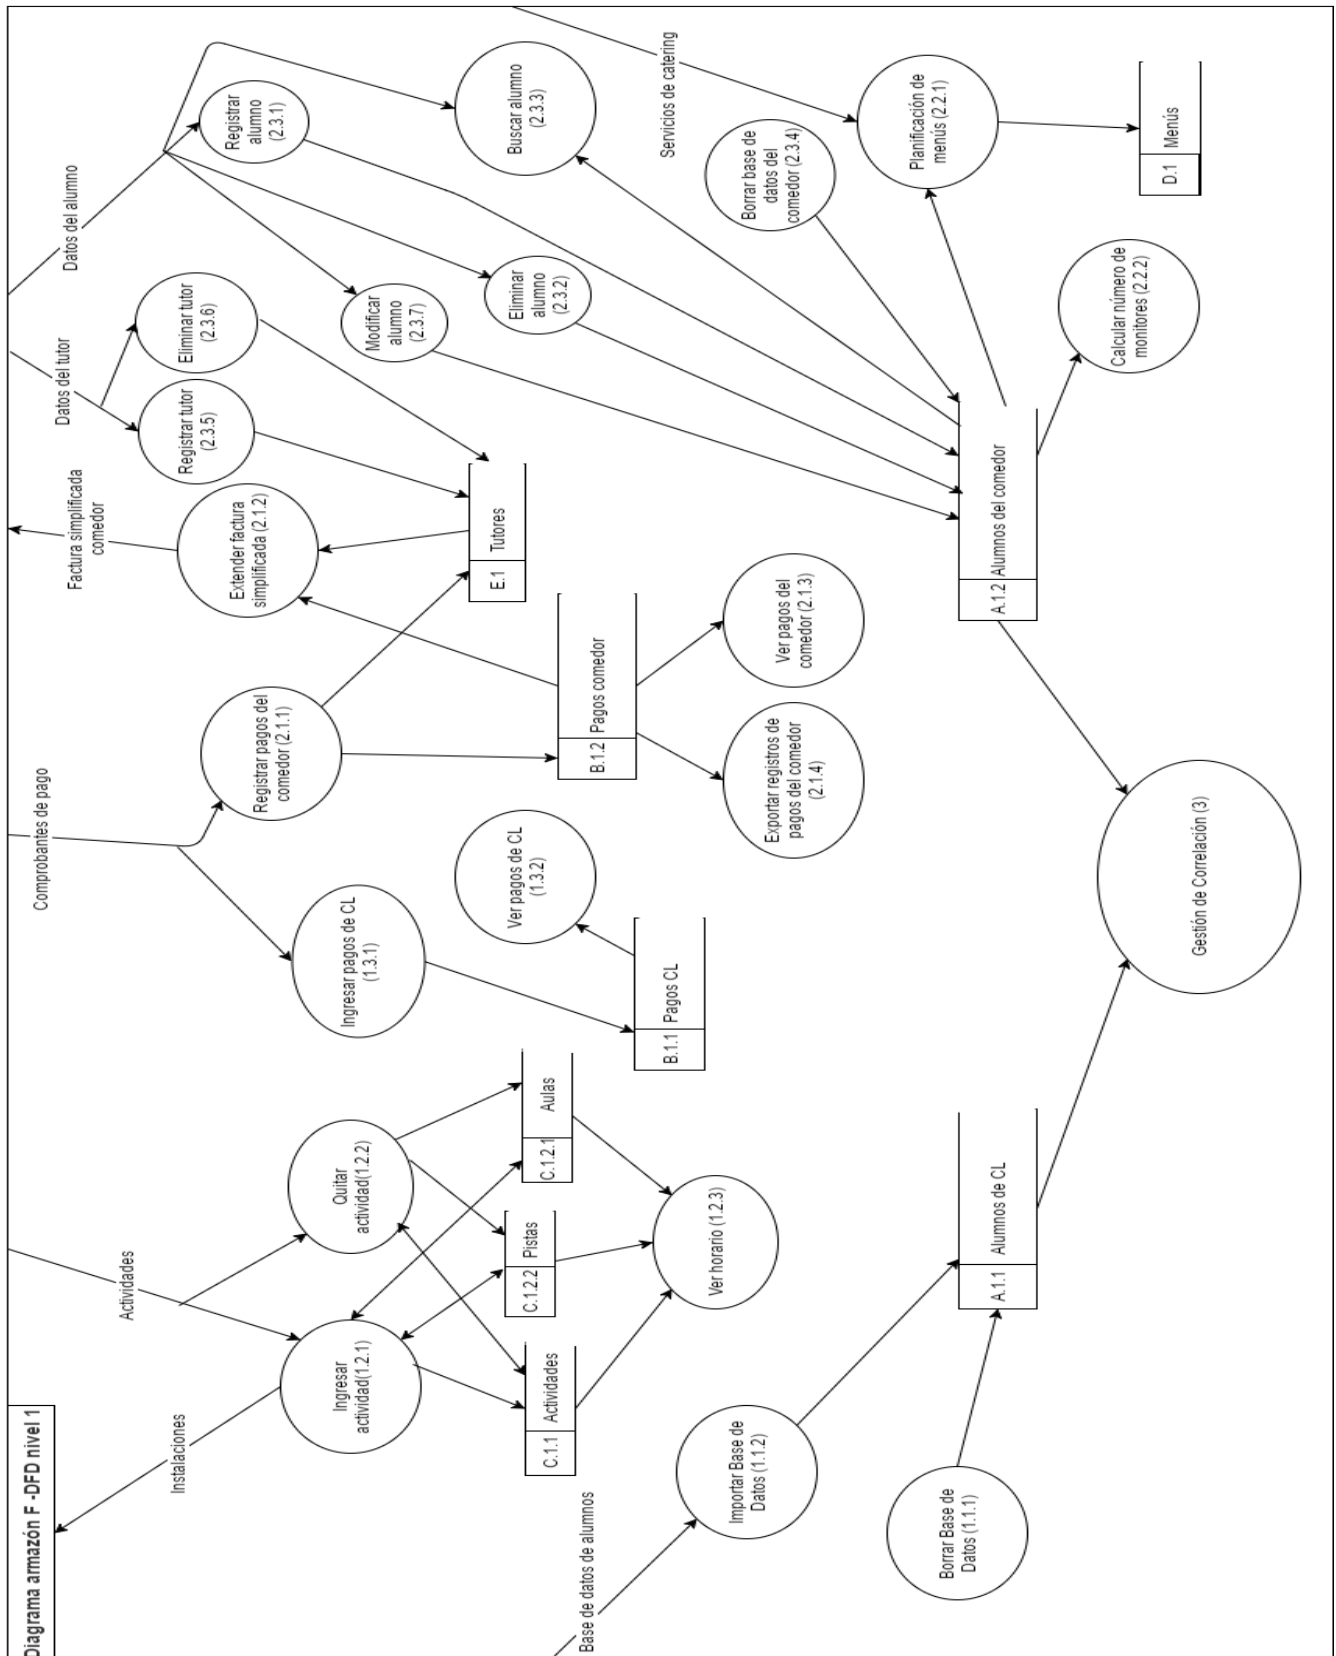 Diagrama armazón F -DFD nivel 1
Instalaciones
Actividades
Comprobantes de pago
Factura simplificada
comedor
Datos del tutor
Datos del alumno
Ingresar
actividad(1.2.1)
Quitar
actividad(1.2.2)
Ingresar pagos de CL
(1.3.1)
Registrar pagos del
comedor (2.1.1)
Extender factura
simplificada (2.1.2)
Registrar tutor
(2.3.5)
Eliminar tutor
(2.3.6)
Registrar
alumno
(2.3.1)
Modificar
alumno
(2.3.7)
Eliminar
alumno
(2.3.2)
Buscar alumno
(2.3.3)
C.1.1 Actividades
C.1.2.2 Pistas
C.1.2.1 Aulas
Ver pagos de CL
(1.3.2)
E.1 Tutores
Base de datos de alumnos
B.1.1 Pagos CL
B.1.2 Pagos comedor
Servicios de catering
Ver horario (1.2.3)
Importar Base de
Datos (1.1.2)
Exportar registros de
pagos del comedor
(2.1.4)
Ver pagos del
comedor (2.1.3)
Borrar base de
datos del
comedor (2.3.4)
Planificación de
menús (2.2.1)
Borrar Base de
Datos (1.1.1)
A.1.1 Alumnos de CL
A.1.2 Alumnos del comedor
Calcular número de
monitores (2.2.2)
D.1 Menús
Gestión de Correlación (3)